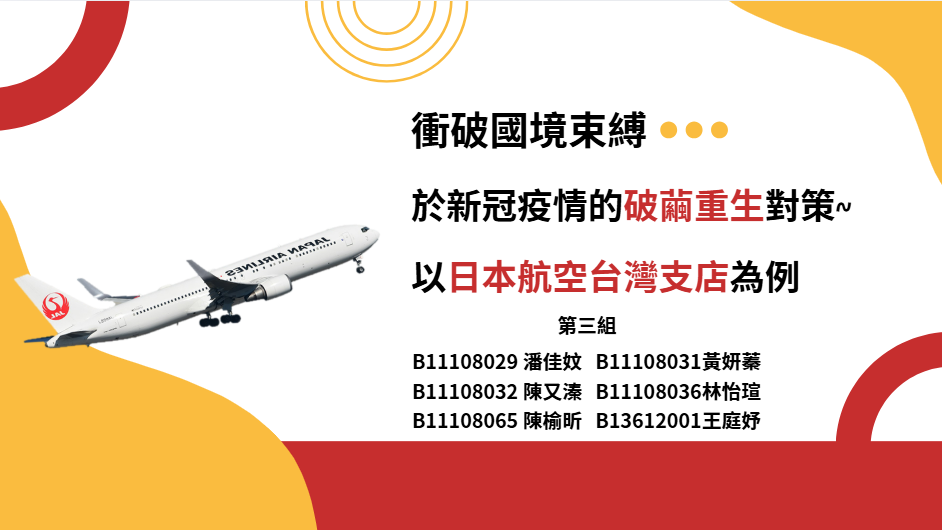 衝破國境束縛
於新冠疫情的破繭重生對策~
以日本航空台灣支店為例
第三組
B11108029 潘佳妏 B11108031黃妍蓁
B11108032 陳又溱 B11108036林怡瑄
B11108065 陳榆昕 B13612001王庭妤
JAPAN AIRLINES
JAL